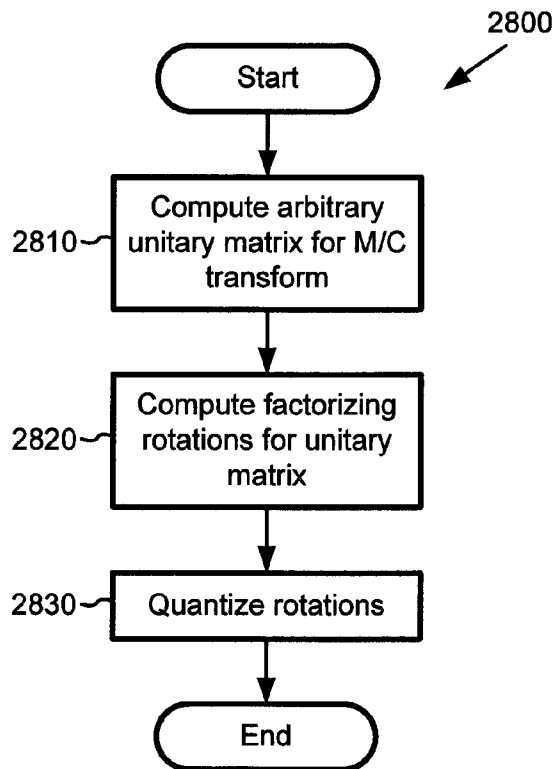 2800
Start
2810
Compute arbitrary
unitary matrix for M/C
transform
2820
Compute factorizing
rotations for unitary
matrix
2830
Quantize rotations
End